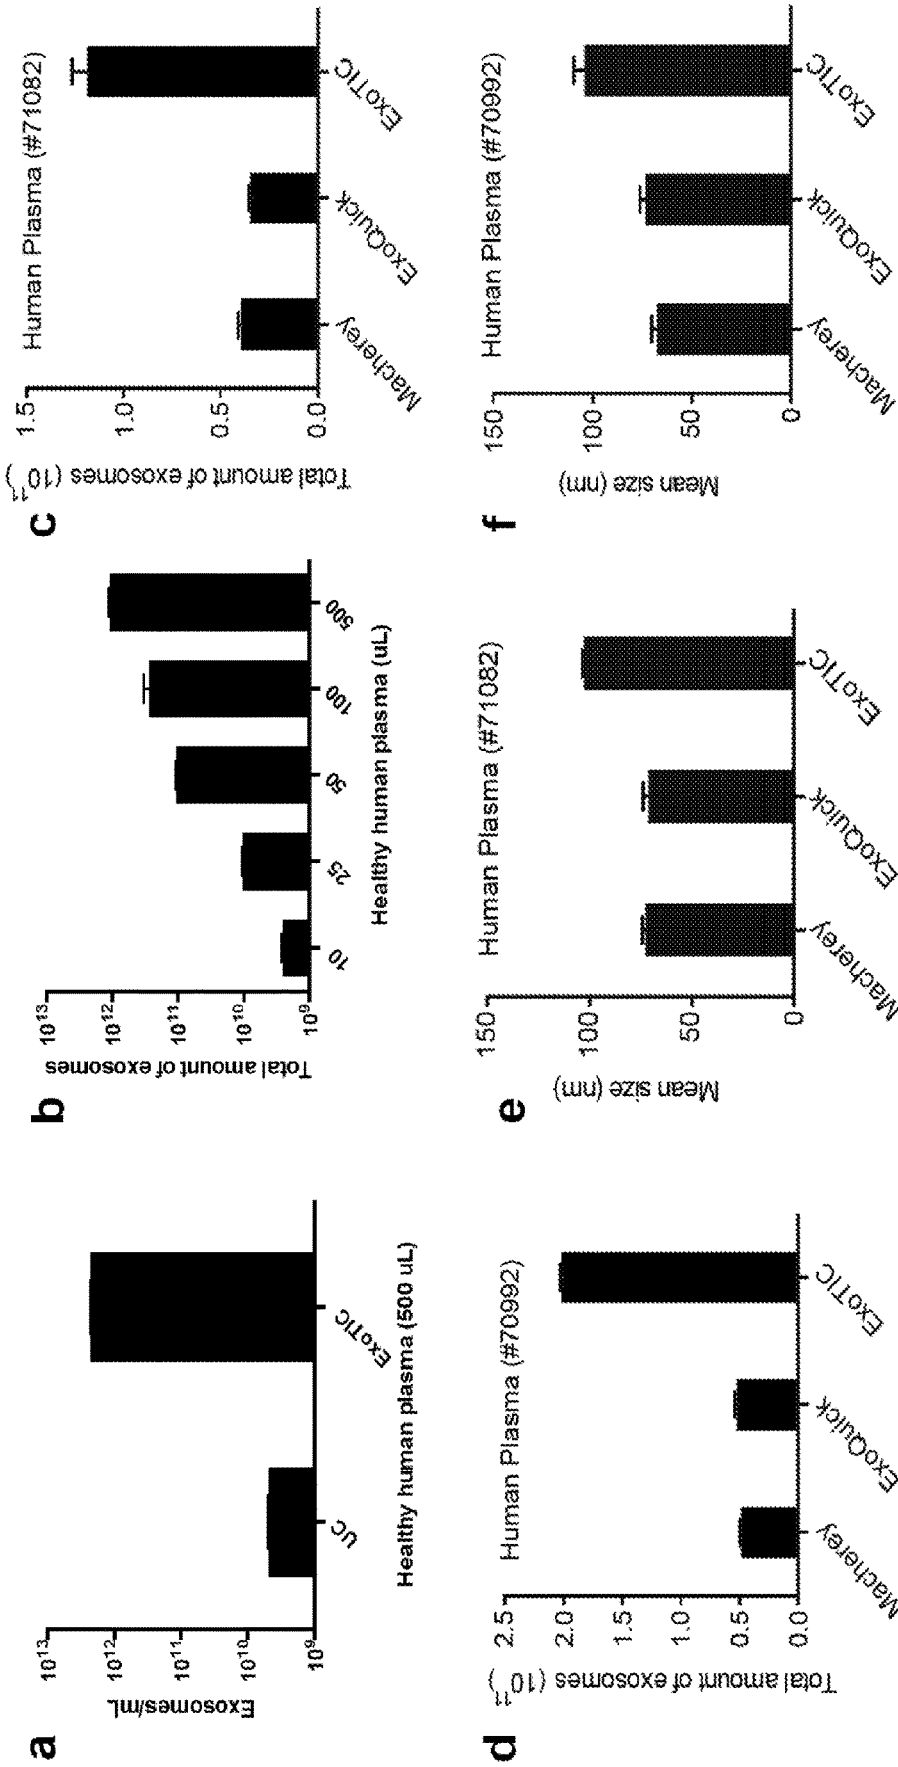 a
Exosomes/mL
10¹³
10¹²
10¹¹
10¹⁰
10⁹
UC
ExoTIC
Healthy human plasma (500 uL)
b
Total amount of exosomes
10¹³
10¹²
10¹¹
10¹⁰
10⁹
10
25
50
100
500
Healthy human plasma (uL)
c
Human Plasma (#71082)
Total amount of exosomes (10¹¹)
1.5
1.0
0.5
0.0
Macherey
ExoQuick
ExoTIC
d
Human Plasma (#70992)
Total amount of exosomes (10¹¹)
2.5
2.0
1.5
1.0
0.5
0.0
Macherey
ExoQuick
ExoTIC
e
Human Plasma (#71082)
Mean size (nm)
150
100
50
0
Macherey
ExoQuick
ExoTIC
f
Human Plasma (#70992)
Mean size (nm)
150
100
50
0
Macherey
ExoQuick
ExoTIC